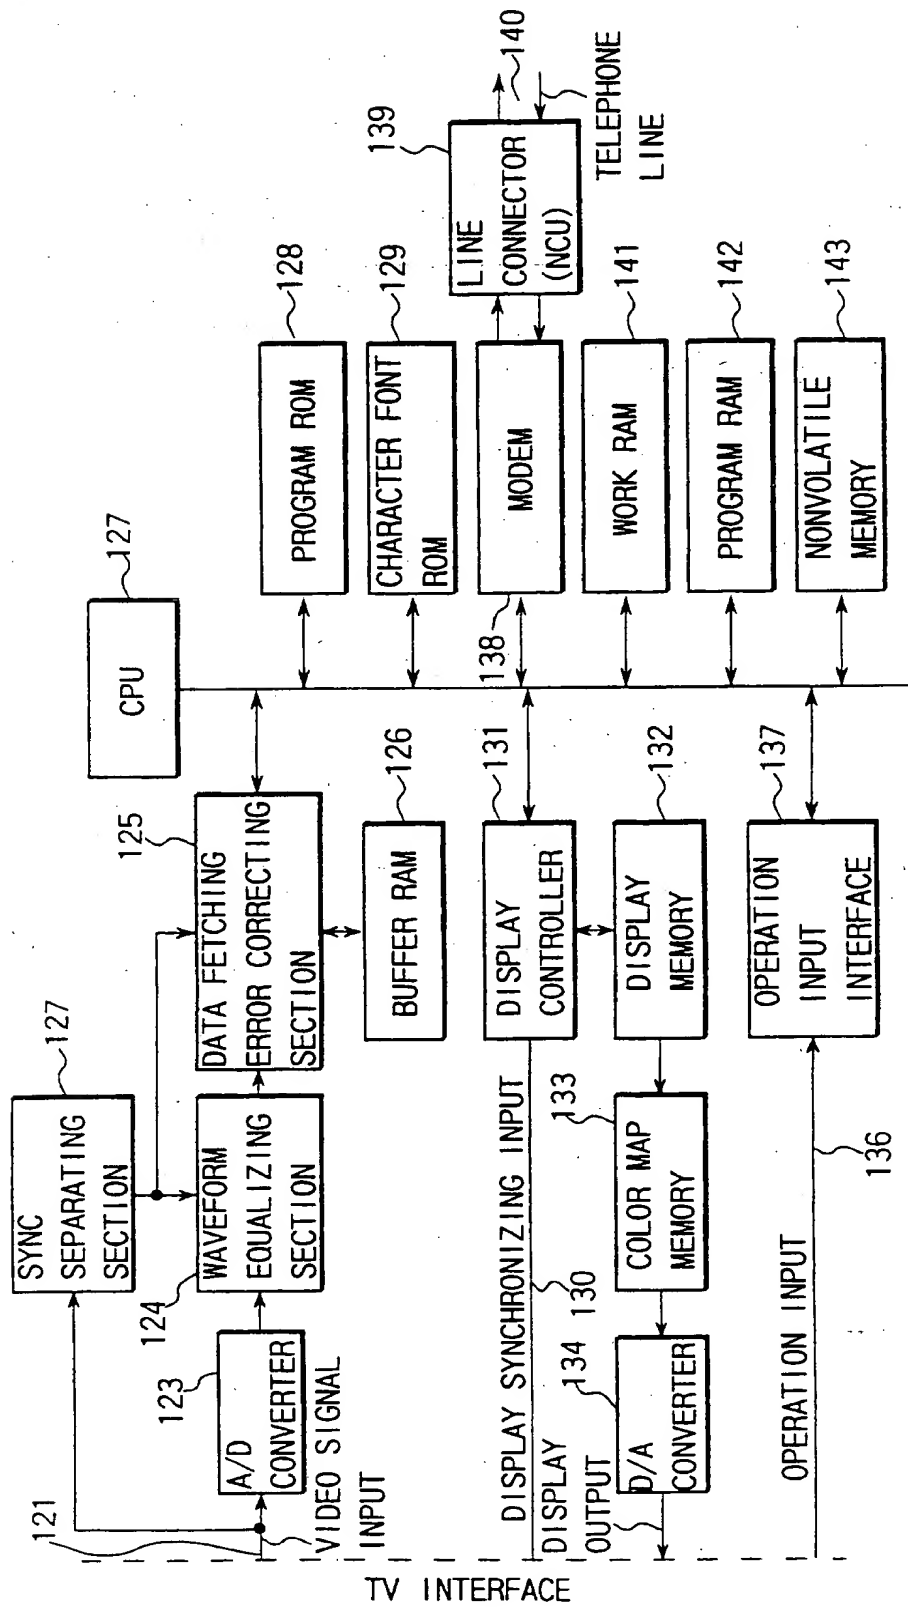 TV INTERFACE
121
VIDEO SIGNAL
INPUT
123
A/D
CONVERTER
124
WAVEFORM
EQUALIZING
SECTION
127
SYNC
SEPARATING
SECTION
125
DATA FETCHING
ERROR CORRECTING
SECTION
126
BUFFER RAM
127
CPU
128
PROGRAM ROM
129
CHARACTER FONT
ROM
138
MODEM
139
LINE
CONNECTOR
(NCU)
140
TELEPHONE
LINE
141
WORK RAM
142
PROGRAM RAM
143
NONVOLATILE
MEMORY
DISPLAY SYNCHRONIZING INPUT
130
131
DISPLAY
CONTROLLER
132
DISPLAY
MEMORY
133
COLOR MAP
MEMORY
134
D/A
CONVERTER
DISPLAY
OUTPUT
OPERATION INPUT
136
137
OPERATION
INPUT
INTERFACE